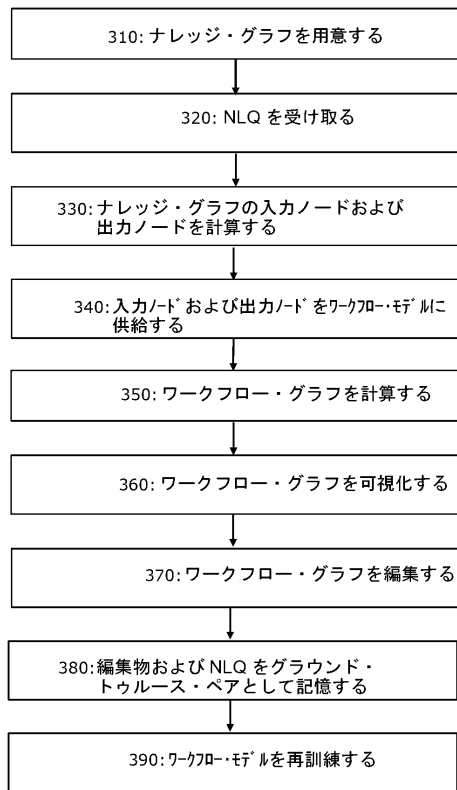 310: ナレッジ・グラフを用意する
320: NLQ を受け取る
330: ナレッジ・グラフの入力ノードおよび
出力ノードを計算する
340: 入力ﾉｰﾄﾞおよび出力ﾉｰﾄﾞをﾜｰｸﾌﾛｰ･ﾓﾃﾞﾙに
供給する
350: ワークフロー・グラフを計算する
360: ワークフロー・グラフを可視化する
370: ワークフロー・グラフを編集する
380: 編集物および NLQ をグラウンド・
トゥルース・ペアとして記憶する
390: ﾜｰｸﾌﾛｰ･ﾓﾃﾞﾙを再訓練する